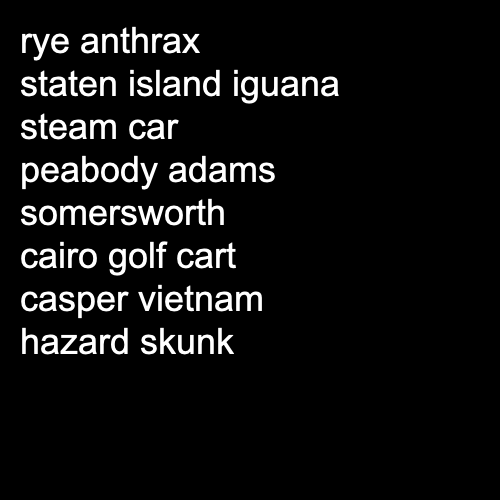 rye anthrax
staten island iguana
steam car
peabody adams
somersworth
cairo golf cart
casper vietnam
hazard skunk